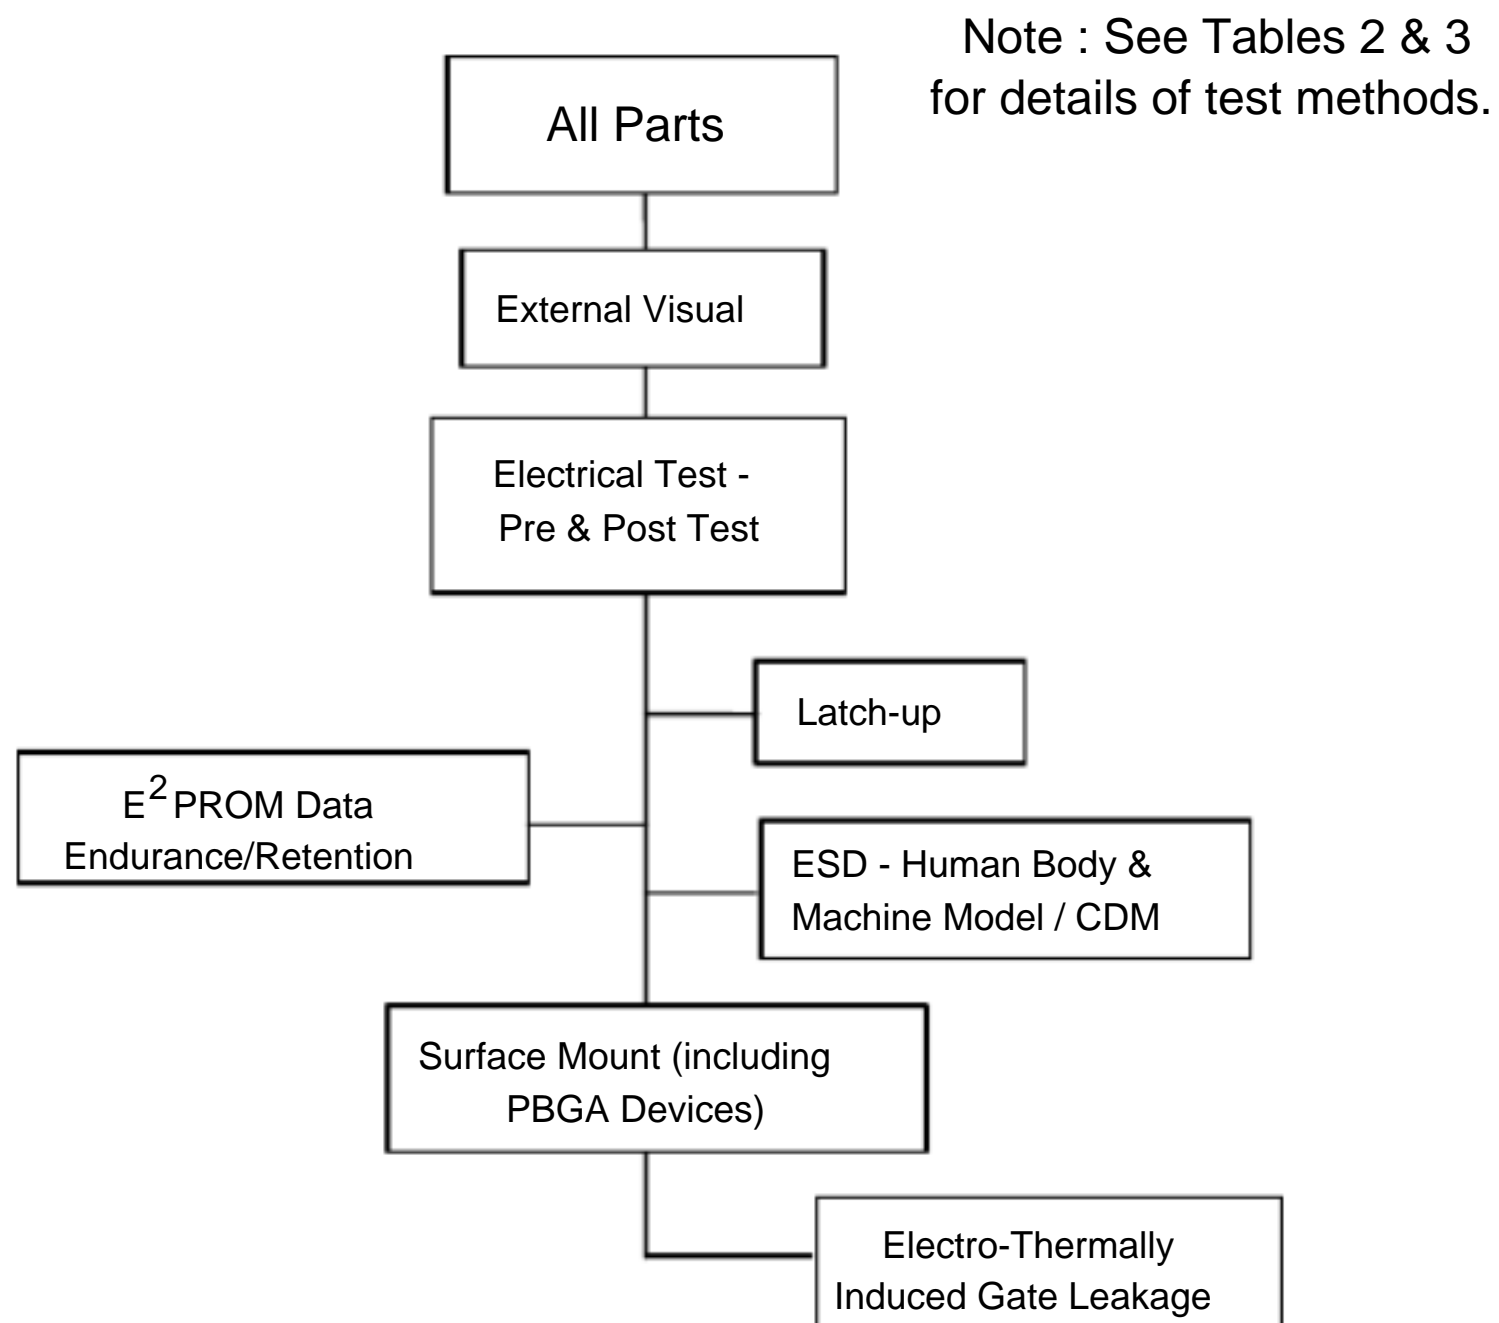 Note : See Tables 2 & 3
for details of test methods.
All Parts
External Visual
Electrical Test -
Pre & Post Test
Latch-up
E²PROM Data
Endurance/Retention
ESD - Human Body &
Machine Model / CDM
Surface Mount (including
PBGA Devices)
Electro-Thermally
Induced Gate Leakage